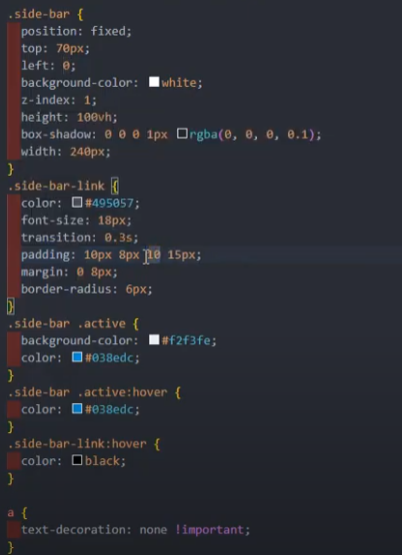 .side-bar {
position: fixed;
top: 70px;
left: 0;
background-color: white;
z-index: 1;
height: 100vh;
box-shadow: 0 0 0 1px rgba(0, 0, 0, 0.1);
width: 240px;
}
.side-bar-link {
color: #495057;
font-size: 18px;
transition: 0.3s;
padding: 10px 8px 10 15px;
margin: 0 8px;
border-radius: 6px;
}
.side-bar .active {
background-color: #f2f3fe;
color: #038edc;
}
.side-bar .active:hover {
color: #038edc;
}
.side-bar-link:hover {
color: black;
}
a {
text-decoration: none !important;
}